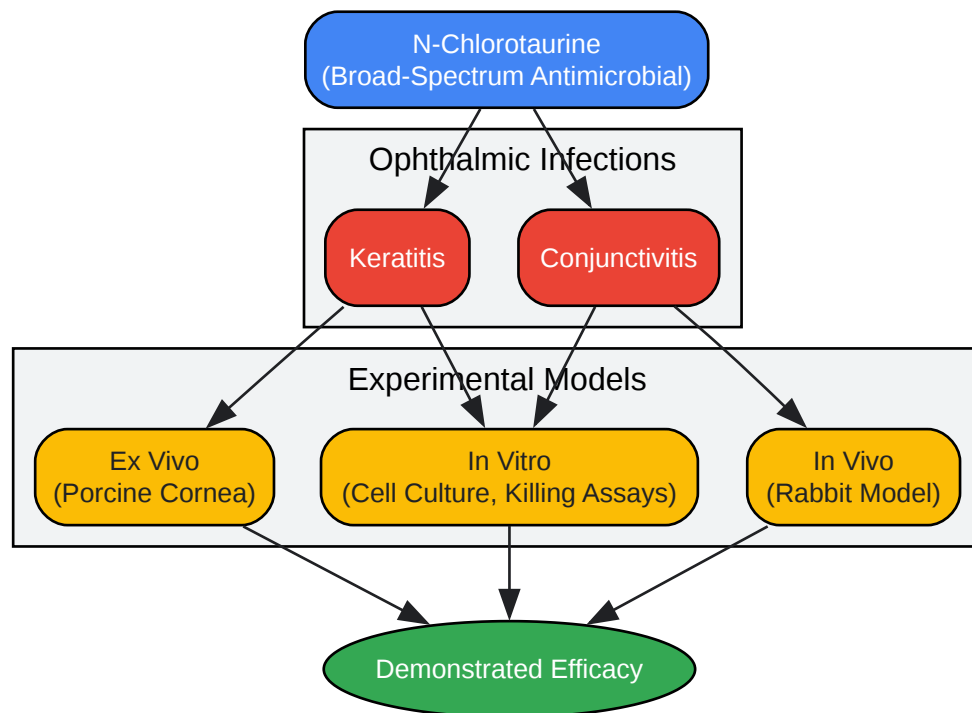 N-Chlorotaurine
(Broad-Spectrum Antimicrobial)
Ophthalmic Infections
Keratitis
Conjunctivitis
Experimental Models
Ex Vivo
(Porcine Cornea)
In Vitro
(Cell Culture, Killing Assays)
In Vivo
(Rabbit Model)
Demonstrated Efficacy